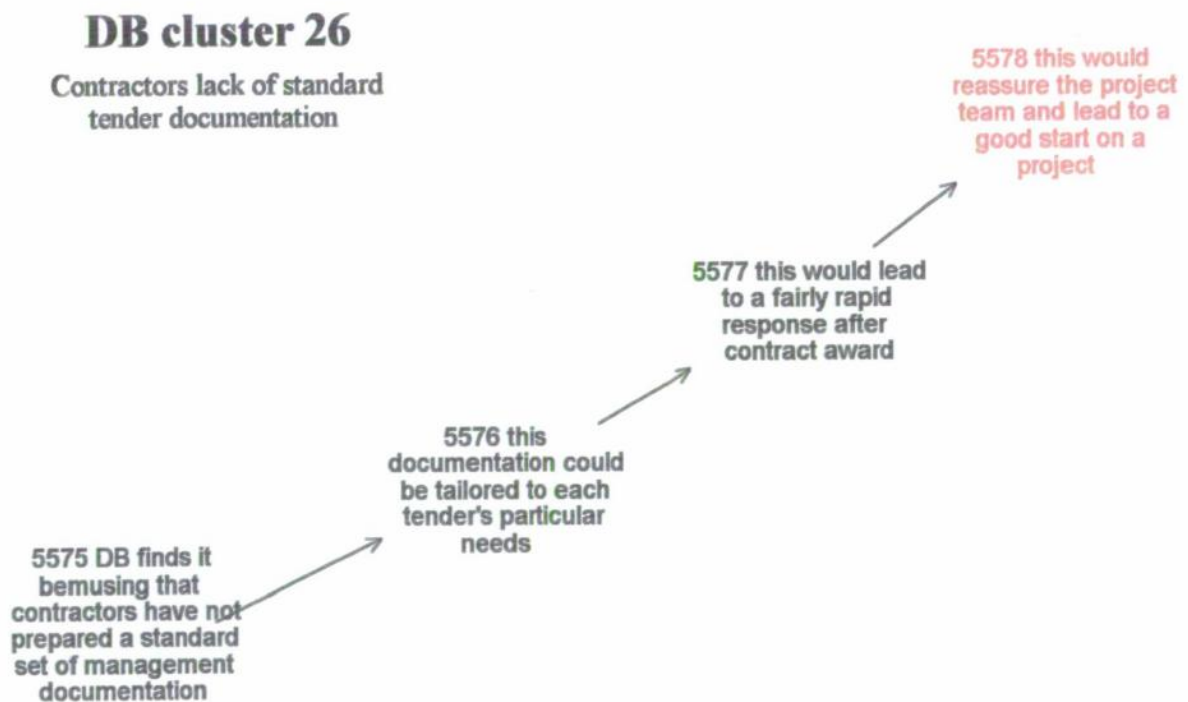 DB cluster 26
Contractors lack of standard
tender documentation
5578 this would
reassure the project
team and lead to a
good start on a
project
5577 this would lead
to a fairly rapid
response after
contract award
5576 this
documentation could
be tailored to each
tender's particular
needs
5575 DB finds it
bemusing that
contractors have not
prepared a standard
set of management
documentation